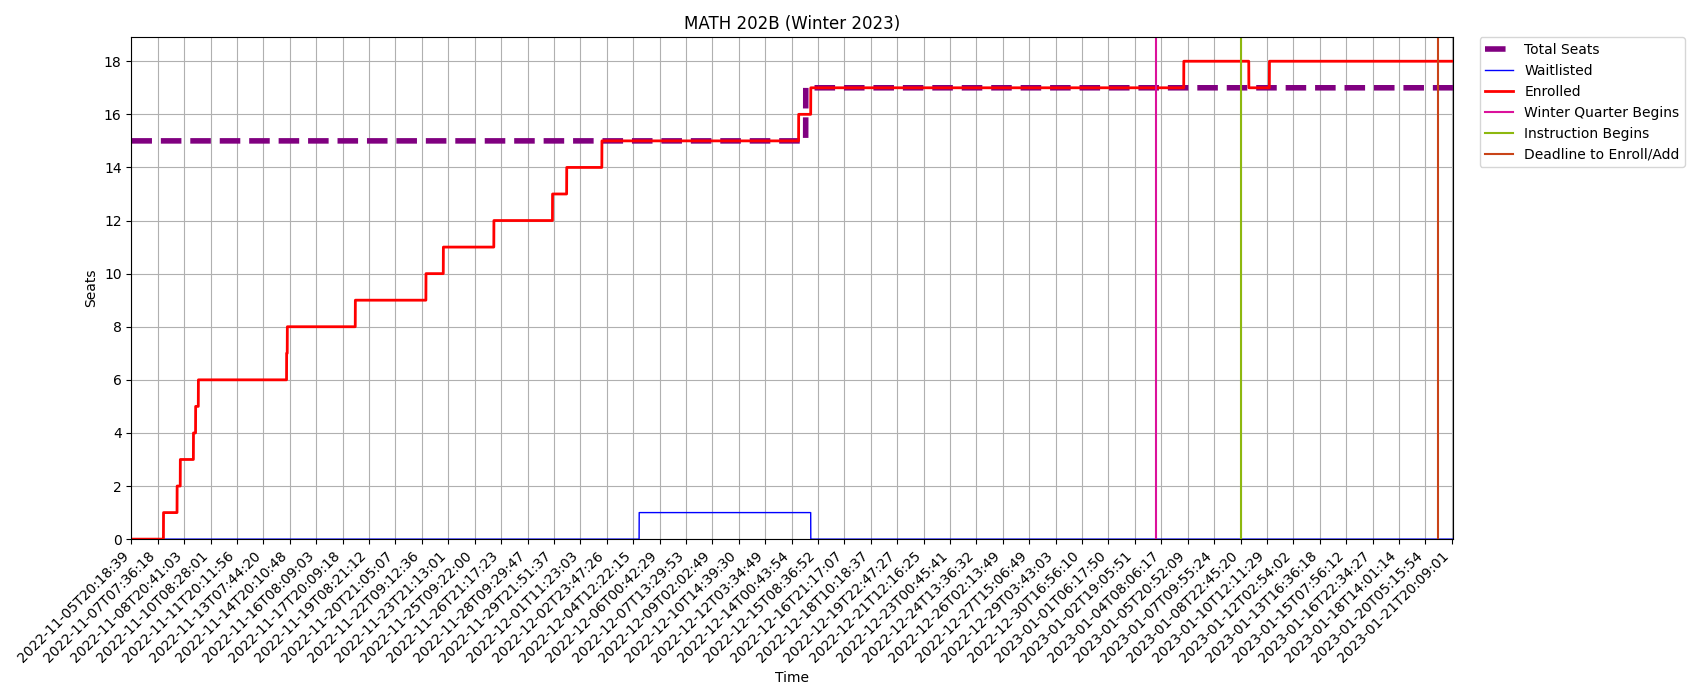 MATH 202B (Winter 2023)
Total Seats
Waitlisted
Enrolled
Winter Quarter Begins
Instruction Begins
Deadline to Enroll/Add
Seats
18
16
14
12
10
8
6
4
2
0
2022-11-05T20:18:39
2022-11-07T07:36:18
2022-11-08T20:41:03
2022-11-10T08:28:01
2022-11-11T20:11:56
2022-11-13T07:44:20
2022-11-14T20:10:48
2022-11-16T08:09:03
2022-11-17T20:09:18
2022-11-19T08:21:12
2022-11-20T21:05:07
2022-11-22T09:12:36
2022-11-23T21:13:01
2022-11-25T09:22:00
2022-11-26T21:17:23
2022-11-28T09:29:47
2022-11-29T21:51:37
2022-12-01T11:23:03
2022-12-02T23:47:26
2022-12-04T12:22:15
2022-12-06T00:42:29
2022-12-07T13:29:53
2022-12-09T02:02:49
2022-12-10T14:39:30
2022-12-12T03:34:49
2022-12-14T00:43:54
2022-12-15T08:36:52
2022-12-16T21:17:07
2022-12-18T10:18:37
2022-12-19T22:47:27
2022-12-21T12:16:25
2022-12-24T00:45:41
2022-12-24T13:36:32
2022-12-26T02:13:49
2022-12-27T15:06:49
2022-12-29T03:43:03
2022-12-30T16:56:10
2023-01-01T06:17:50
2023-01-02T19:05:51
2023-01-04T08:06:17
2023-01-05T20:52:09
2023-01-07T09:55:24
2023-01-08T22:45:20
2023-01-10T12:11:29
2023-01-12T02:54:02
2023-01-13T16:36:18
2023-01-15T07:56:12
2023-01-16T22:34:27
2023-01-18T14:01:14
2023-01-20T05:15:54
2023-01-21T20:09:01
Time